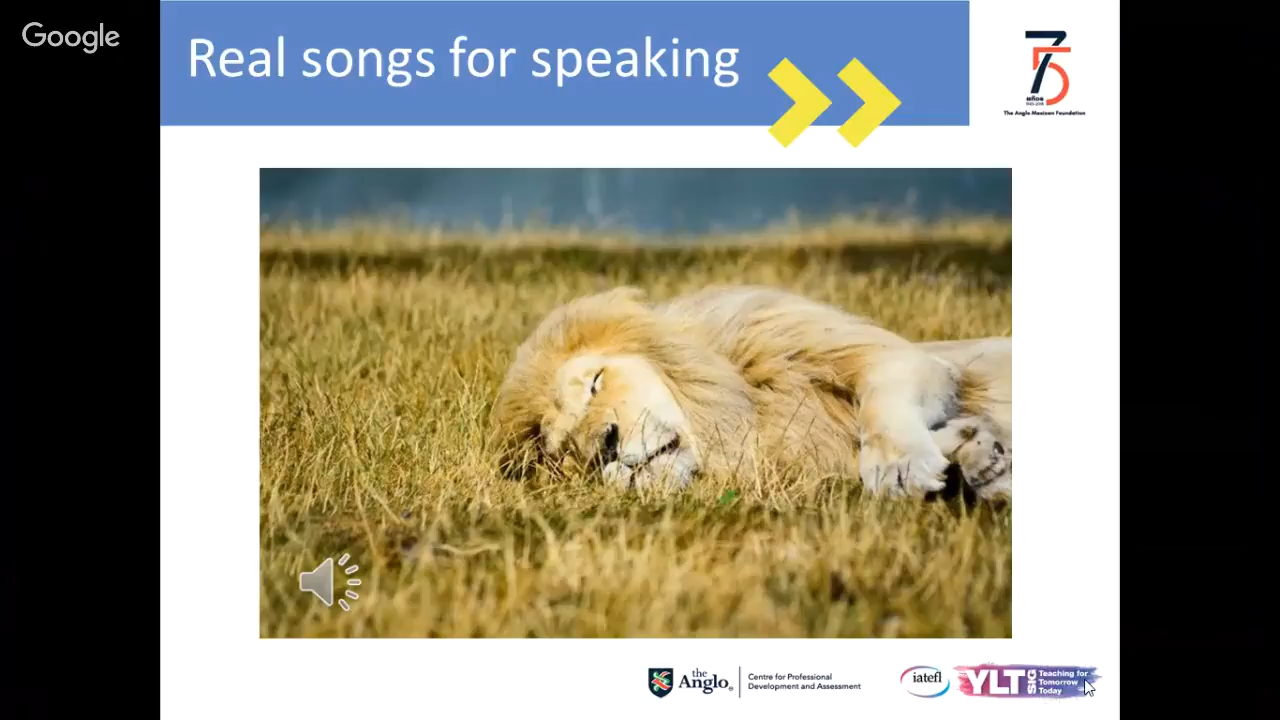 Google
Real songs for speaking
75
años
The Anglo-Mexican Foundation
the
Anglo
Centre for Professional
Development and Assessment
iatefl
YLT
SIG
Teaching for
Tomorrow
Today